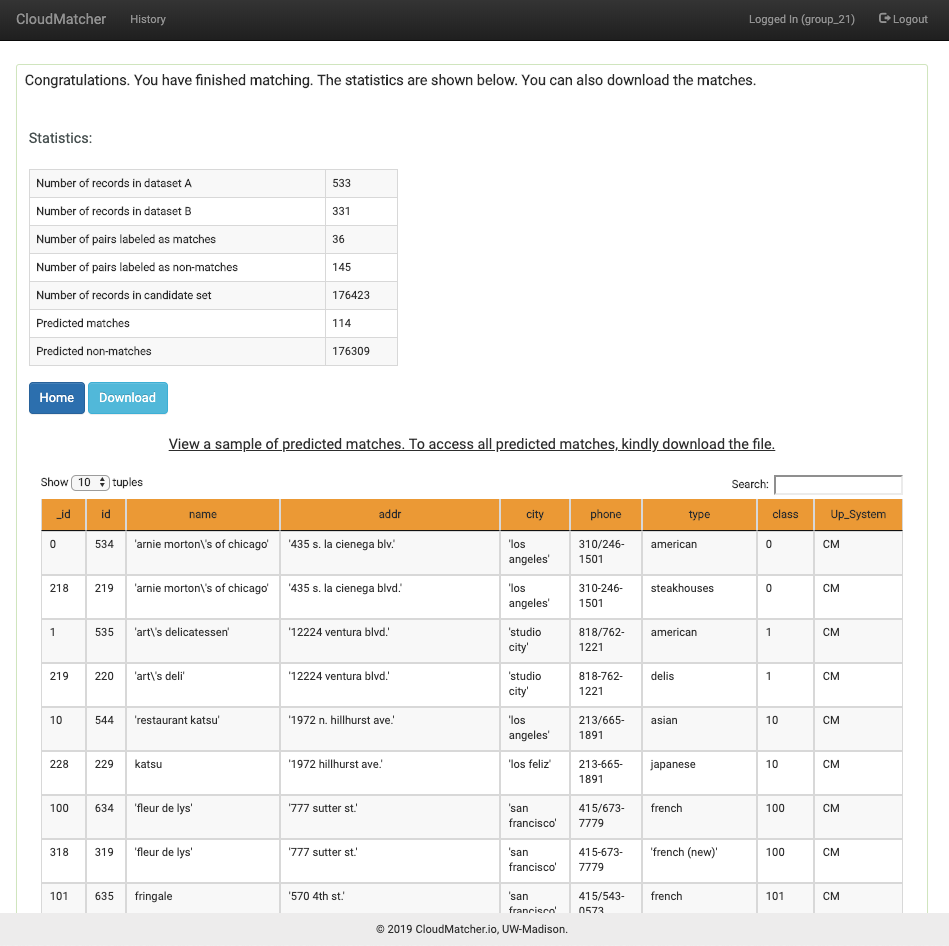 CloudMatcher History Logged In (group_21) Logout
Congratulations. You have finished matching. The statistics are shown below. You can also download the matches.
Statistics:
Number of records in dataset A 533
Number of records in dataset B 331
Number of pairs labeled as matches 36
Number of pairs labeled as non-matches 145
Number of records in candidate set 176423
Predicted matches 114
Predicted non-matches 176309
Home Download
View a sample of predicted matches. To access all predicted matches, kindly download the file.
Show 10 tuples Search:
_id id name addr city phone type class Up_System
0 534 'arnie morton\'s of chicago' '435 s. la cienega blv.' 'los 310/246- american 0 CM
angeles' 1501
218 219 'arnie morton\'s of chicago' '435 s. la cienega blvd.' 'los 310-246- steakhouses 0 CM
angeles' 1501
1 535 'art\'s delicatessen' '12224 ventura blvd.' 'studio 818/762- american 1 CM
city' 1221
219 220 'art\'s deli' '12224 ventura blvd.' 'studio 818-762- delis 1 CM
city' 1221
10 544 'restaurant katsu' '1972 n. hillhurst ave.' 'los 213/665- asian 10 CM
angeles' 1891
228 229 katsu '1972 hillhurst ave.' 'los feliz' 213-665- japanese 10 CM
1891
100 634 'fleur de lys' '777 sutter st.' 'san 415/673- french 100 CM
francisco' 7779
318 319 'fleur de lys' '777 sutter st.' 'san 415-673- 'french (new)' 100 CM
francisco' 7779
101 635 fringale '570 4th st.' 'san 415/543- french 101 CM
francisco' 0573
© 2019 CloudMatcher.io, UW-Madison.